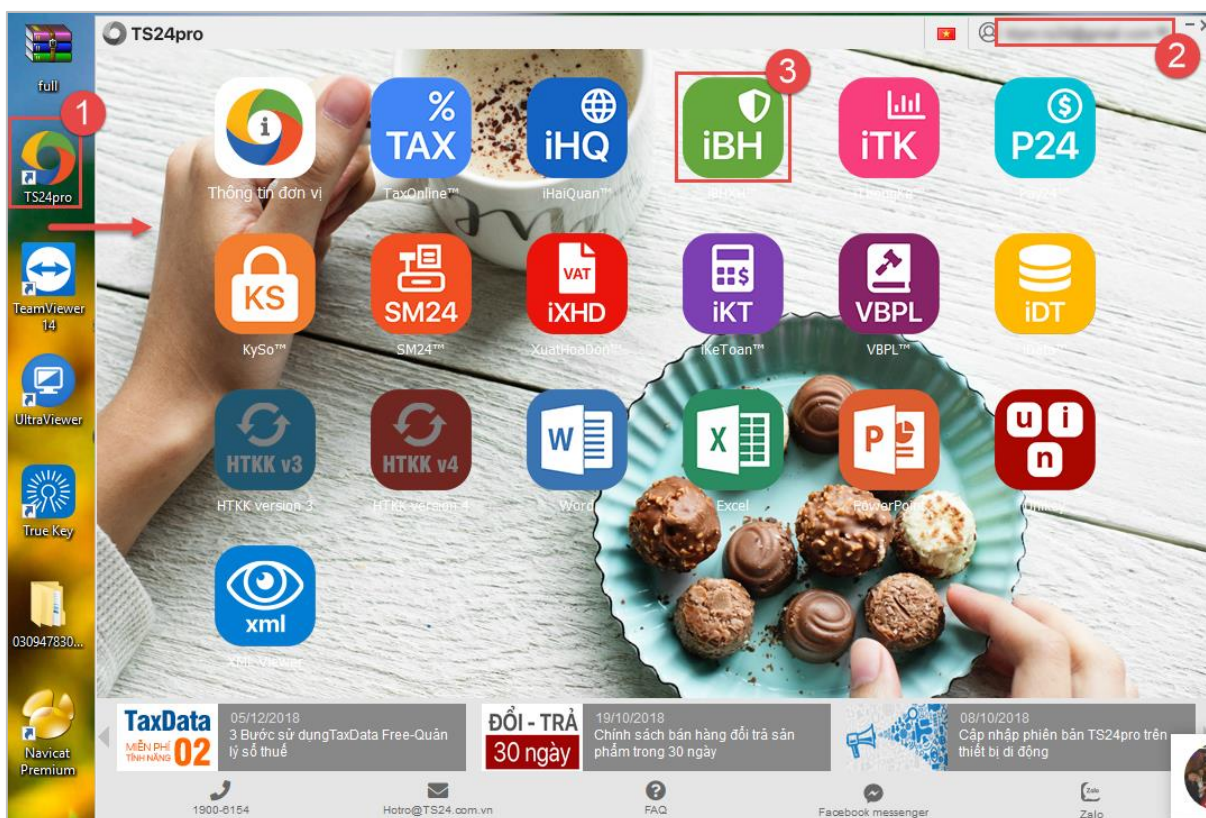 full
1
TS24pro
TeamViewer
14
UltraViewer
True Key
030947830...
Navicat
Premium
TS24pro
2
3
i
Thông tin đơn vị
%
TAX
TaxOnline™
iHQ
iHaiQuan™
iBH
iTK
$
P24
KS
KySo™
SM24
SM24™
VAT
iXHD
XuatHoaDon™
$
iKT
iKeToan™
VBPL
VBPL™
iDT
HTKK v3
HTKK version 3
HTKK v4
HTKK version 4
W
Word
X
Excel
P
PowerPoint
u i
n
Unikey
xml
XML Viewer
TaxData
MIỄN PHÍ
TÍNH NĂNG
02
05/12/2018
3 Bước sử dụngTaxData Free-Quản
lý sổ thuế
ĐỔI - TRẢ
30 ngày
19/10/2018
Chính sách bán hàng đổi trả sản
phẩm trong 30 ngày
08/10/2018
Cập nhập phiên bản TS24pro trên
thiết bị di động
1900-6154
Hotro@TS24.com.vn
?
FAQ
Facebook messenger
Zalo
Zalo